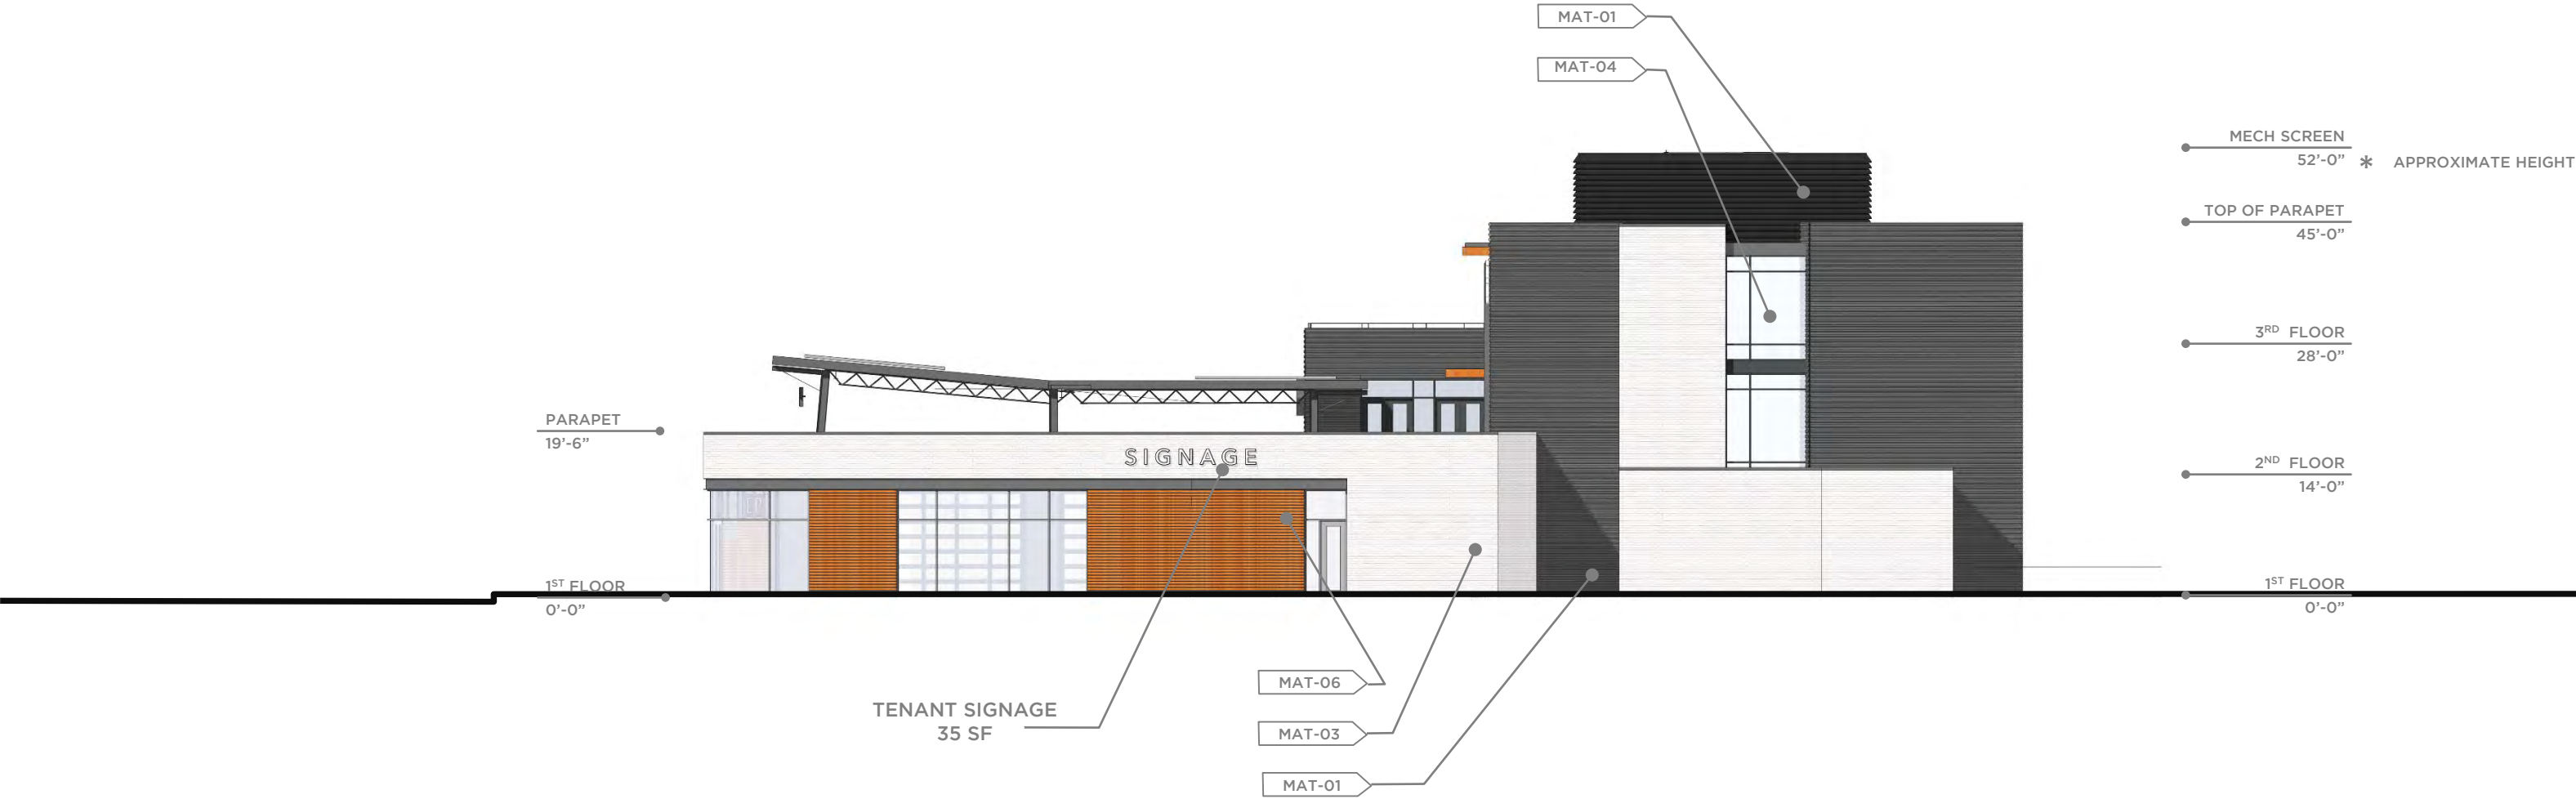 MAT-01
MAT-04
MECH SCREEN
52’-0” * APPROXIMATE HEIGHT
TOP OF PARAPET
45’-0”
3RD FLOOR
28’-0”
PARAPET
19’-6”
SIGNAGE
2ND FLOOR
14’-0”
1ST FLOOR
0’-0”
1ST FLOOR
0’-0”
MAT-06
TENANT SIGNAGE
35 SF
MAT-03
MAT-01